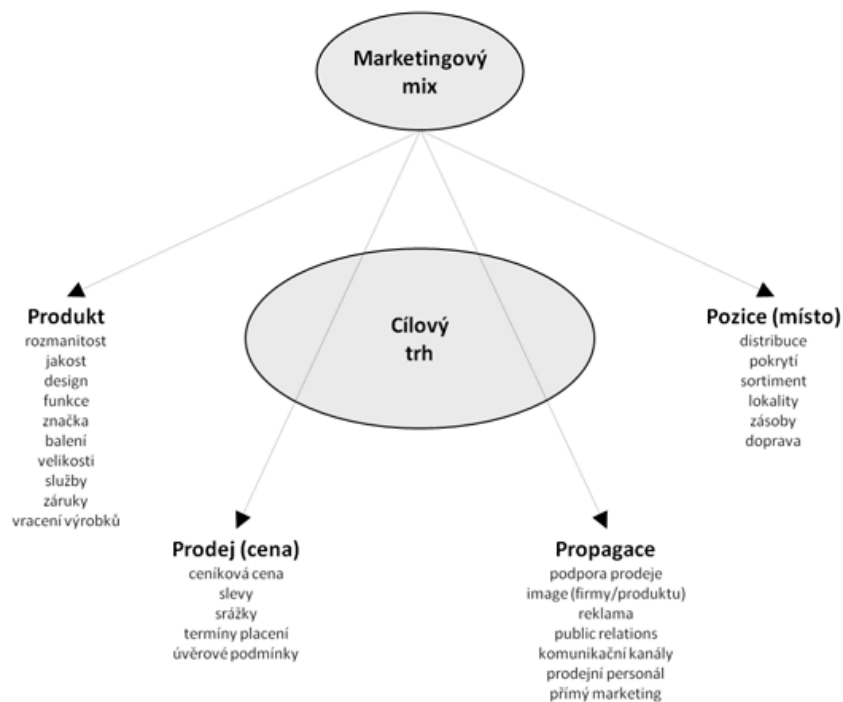 Marketingový
mix
Cílový
trh
Produkt
rozmanitost
jakost
design
funkce
značka
balení
velikosti
služby
záruky
vracení výrobků
Prodej (cena)
ceníková cena
slevy
srážky
termíny placení
úvěrové podmínky
Propagace
podpora prodeje
image (firmy/produktu)
reklama
public relations
komunikační kanály
prodejní personál
přímý marketing
Pozice (místo)
distribuce
pokrytí
sortiment
lokality
zásoby
doprava